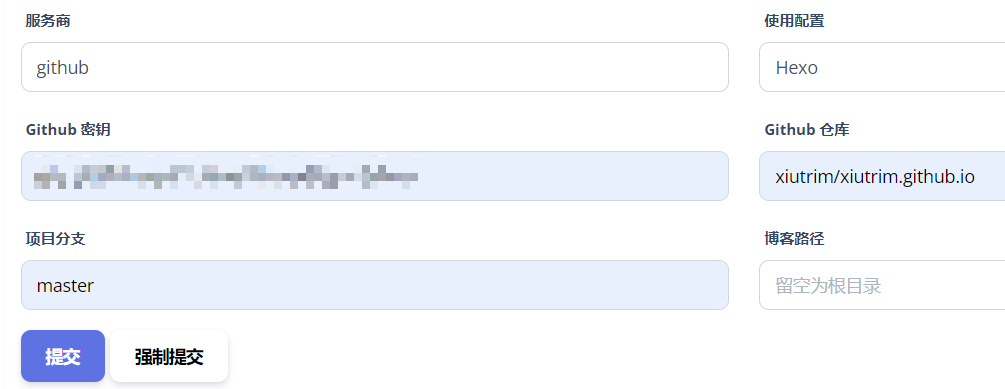 服务商
使用配置
github
Hexo
Github 密钥
Github 仓库
xiutrim/xiutrim.github.io
项目分支
博客路径
master
留空为根目录
提交
强制提交